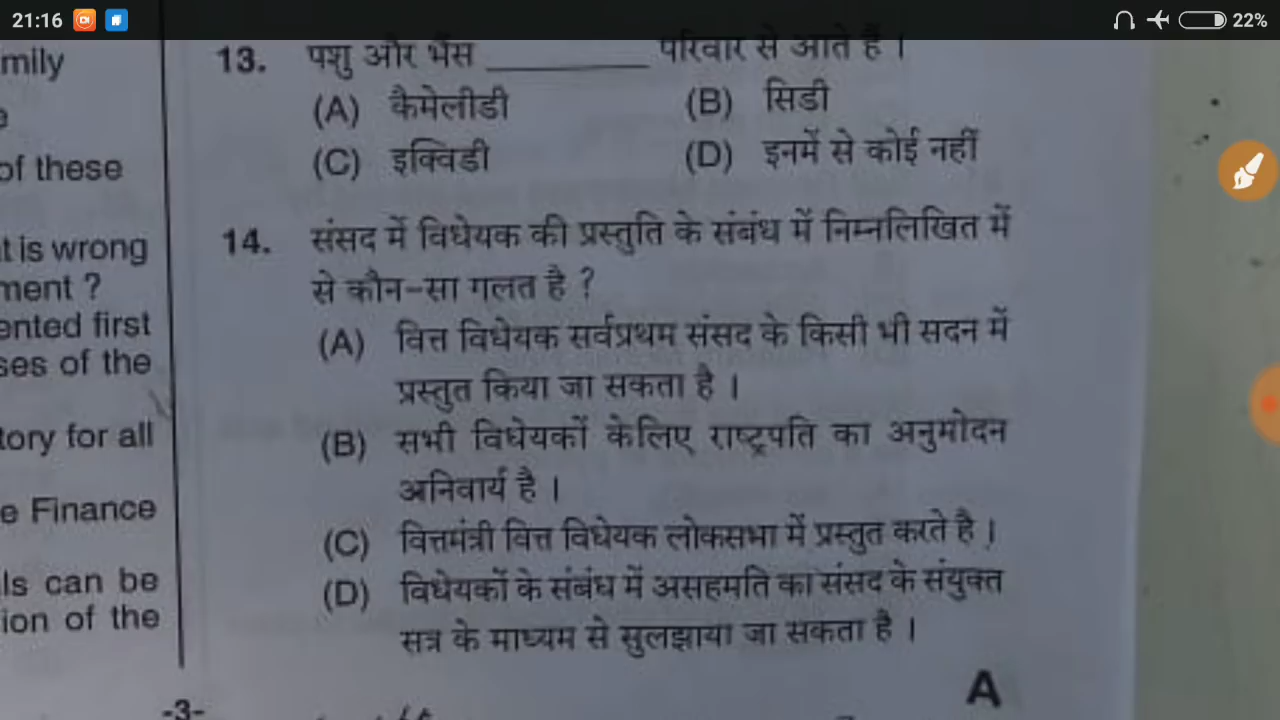 21:16
22%
mily
of these
t is wrong
ment ?
ented first
ses of the
tory for all
e Finance
ls can be
ion of the
13. पशु और भैंस ________ परिवार से आते हैं ।
(A) कैमेलीडी (B) सिडी
(C) इक्विडी (D) इनमें से कोई नहीं
14. संसद में विधेयक की प्रस्तुति के संबंध में निम्नलिखित में
से कौन-सा गलत है ?
(A) वित्त विधेयक सर्वप्रथम संसद के किसी भी सदन में
प्रस्तुत किया जा सकता है ।
(B) सभी विधेयकों केलिए राष्ट्रपति का अनुमोदन
अनिवार्य है ।
(C) वित्तमंत्री वित्त विधेयक लोकसभा में प्रस्तुत करते है ।
(D) विधेयकों के संबंध में असहमति का संसद के संयुक्त
सत्र के माध्यम से सुलझाया जा सकता है ।
A
-3-